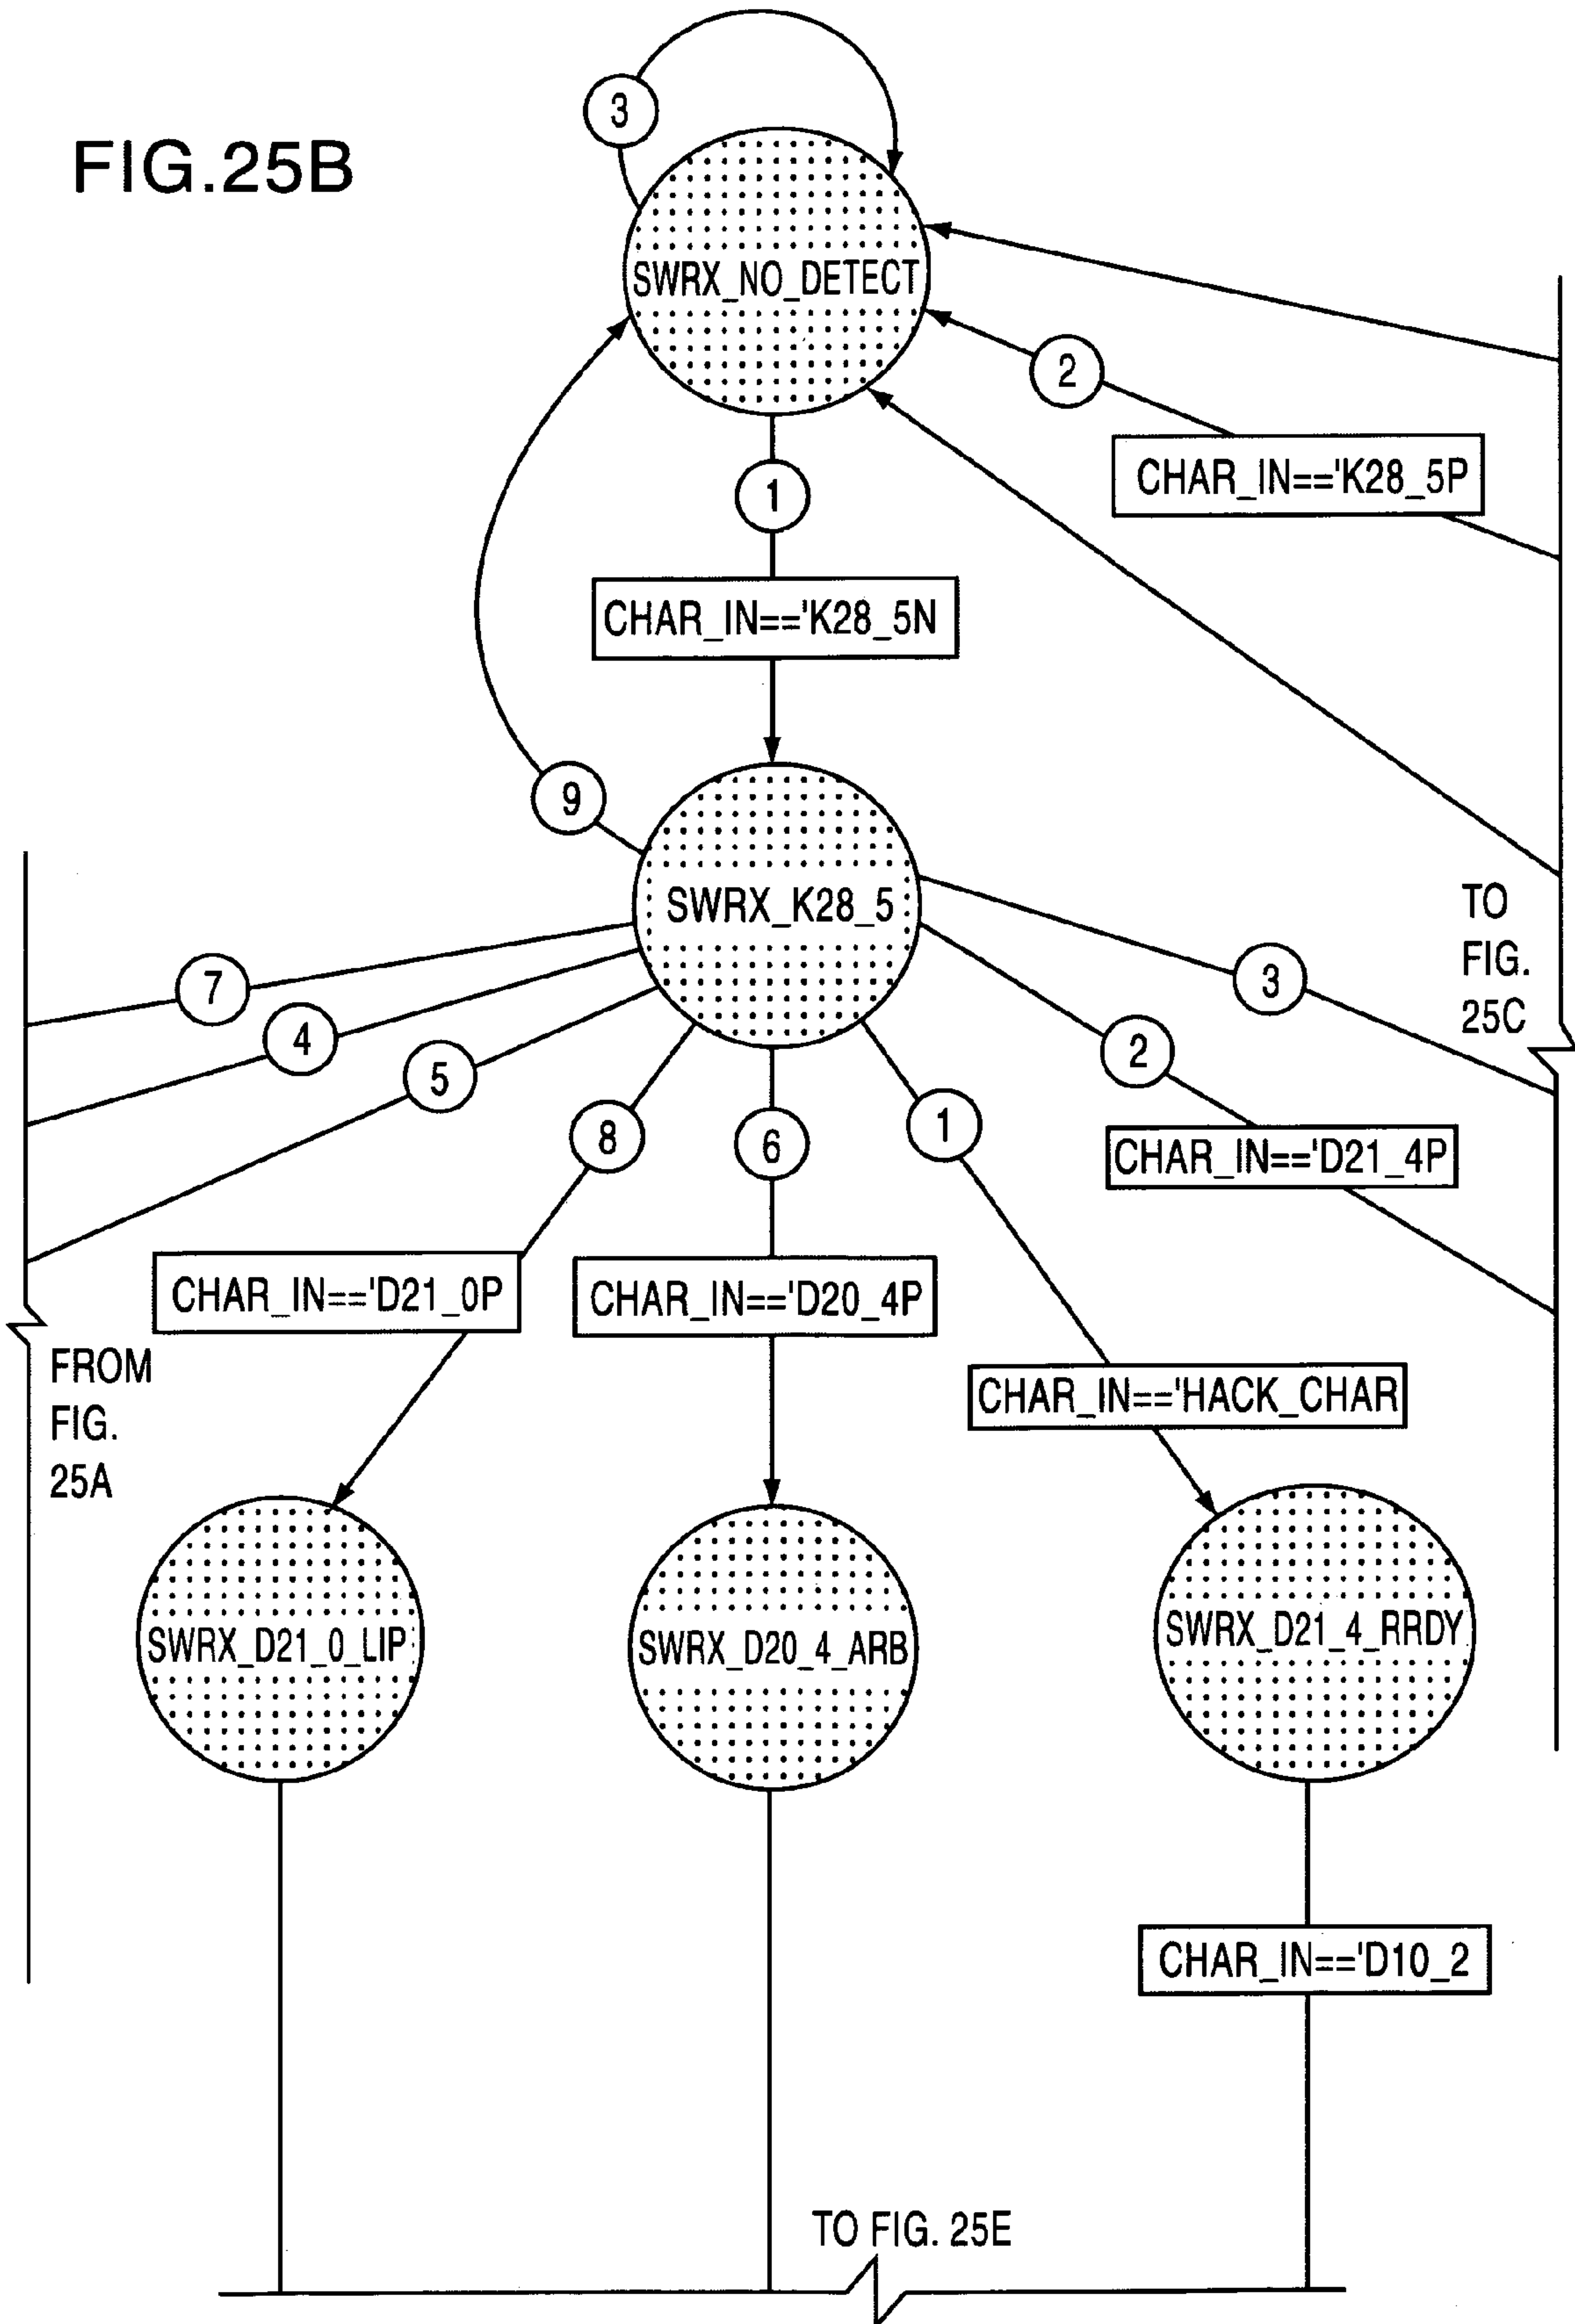 3
FIG.25B
SWRX_NO_DETECT
2
CHAR_IN=='K28_5P
1
CHAR_IN=='K28_5N
9
SWRX_K28_5
TO
FIG.
25C
7
3
4
2
5
8
6
1
CHAR_IN=='D21_4P
CHAR_IN=='D21_0P
CHAR_IN=='D20_4P
CHAR_IN=='HACK_CHAR
FROM
FIG.
25A
SWRX_D21_0_LIP
SWRX_D20_4_ARB
SWRX_D21_4_RRDY
CHAR_IN=='D10_2
TO FIG. 25E